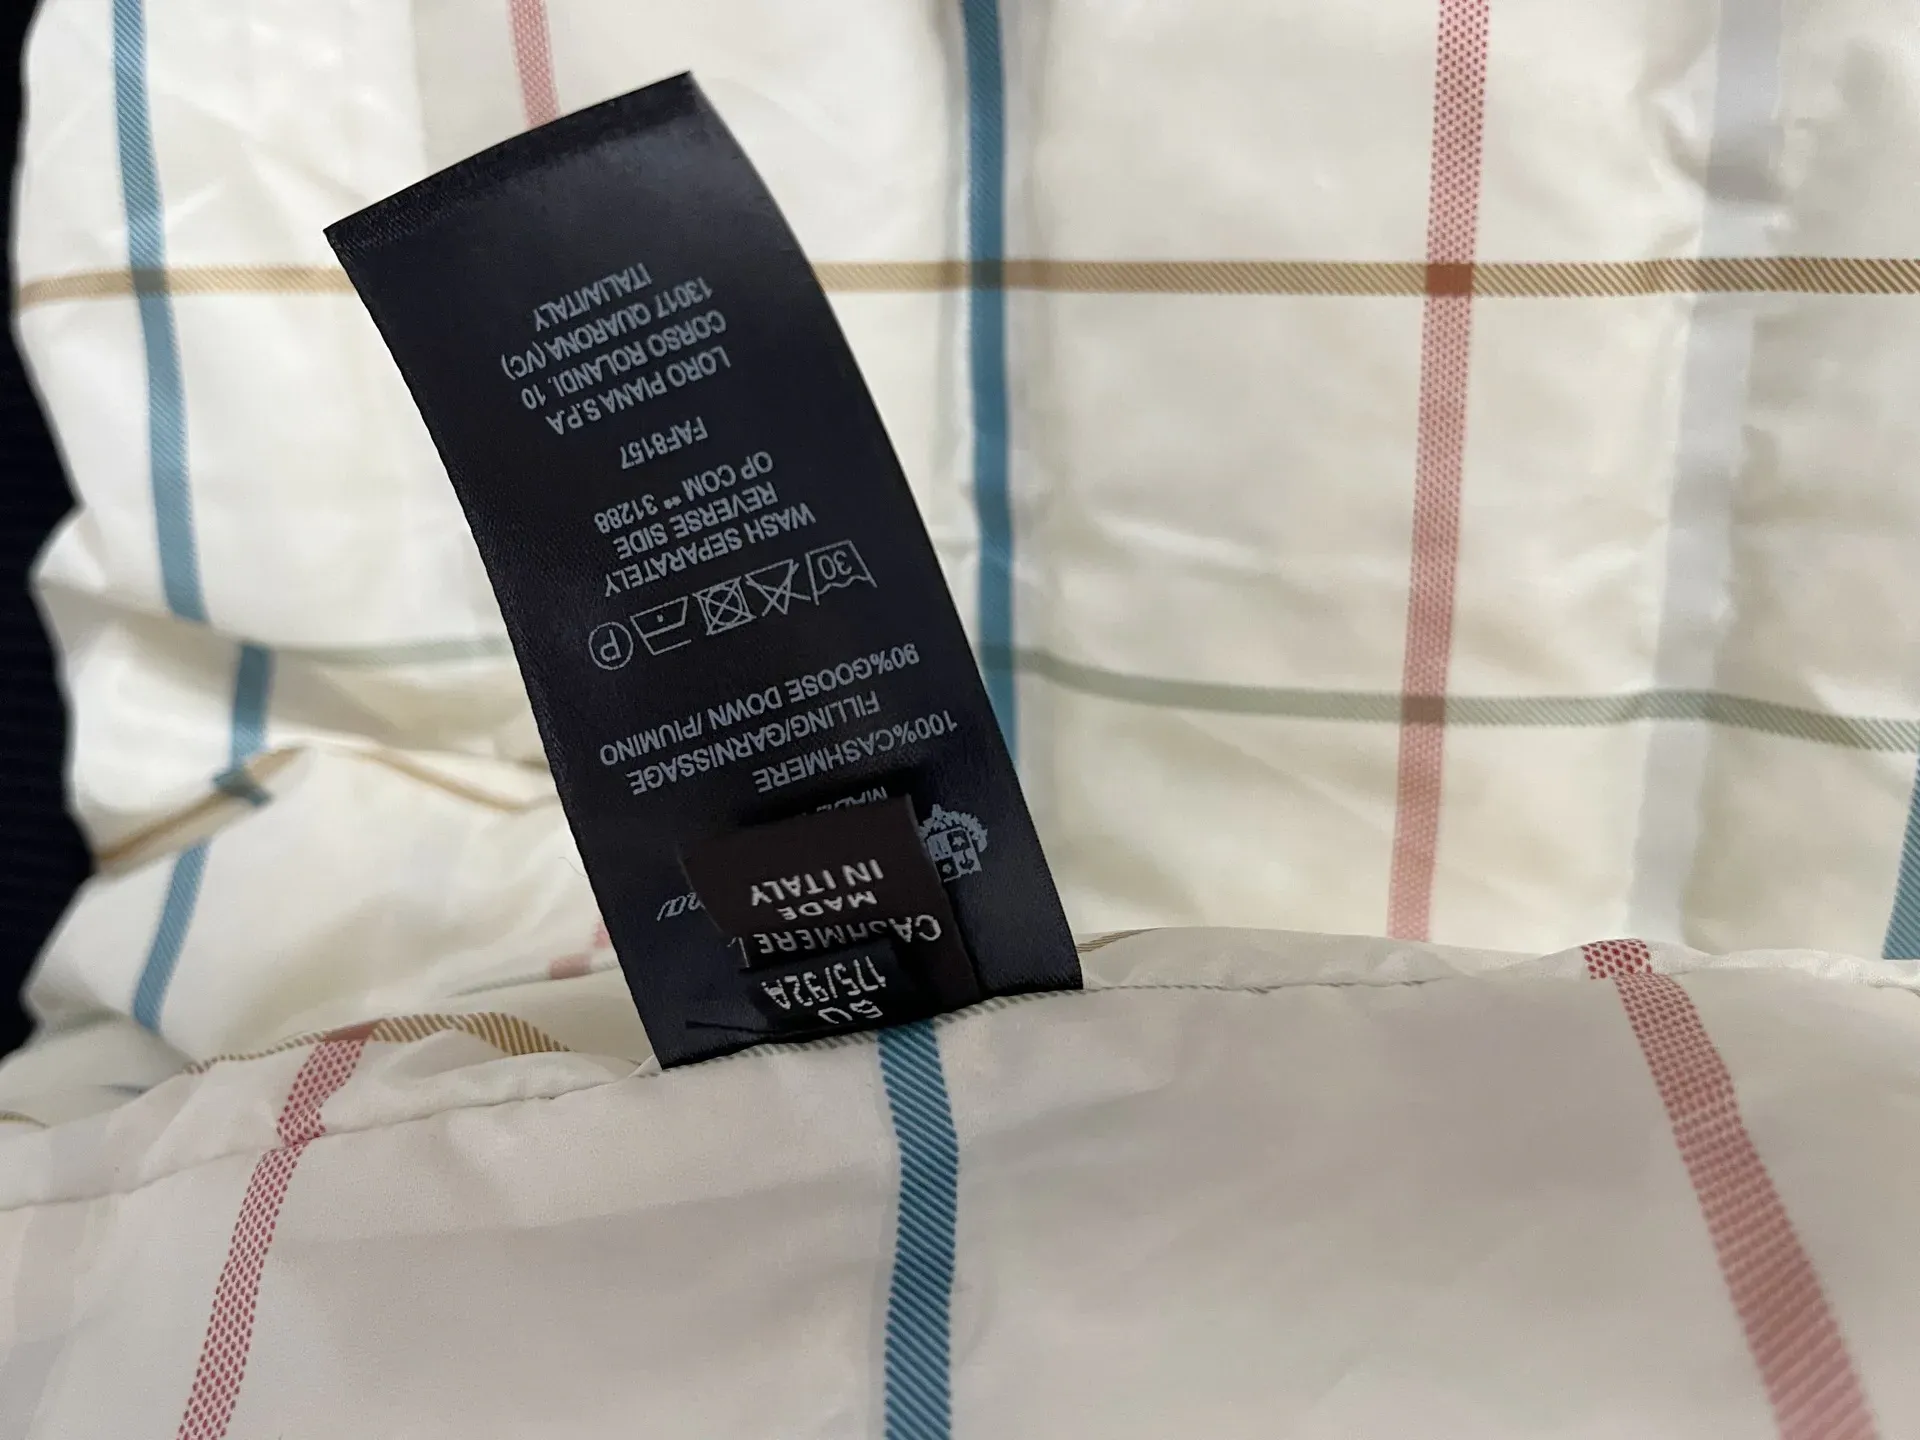 50
175/92A
CASHMERE
MADE
IN ITALY
100%CASHMERE
FILLING/GARNISSAGE
90%GOOSE DOWN /PIUMINO
30
P
WASH SEPARATELY
REVERSE SIDE
OP COM ** 31288
FAF8157
LORO PIANA S.P.A
CORSO ROLANDI, 10
13017 QUARONA (VC)
ITALIA/ITALY